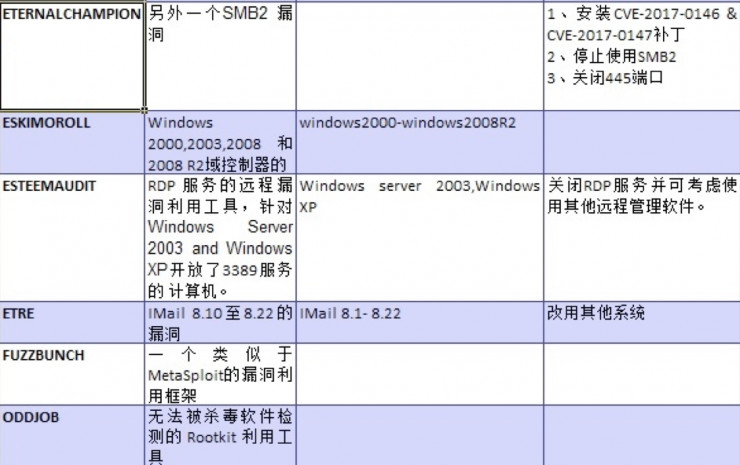 ETERNALCHAMPION
另外一个SMB2 漏
洞
1、安装CVE-2017-0146 &
CVE-2017-0147补丁
2、停止使用SMB2
3、关闭445端口
ESKIMOROLL
Windows
2000,2003,2008 和
2008 R2域控制器的
windows2000-windows2008R2
ESTEEMAUDIT
RDP 服务的远程漏
洞利用工具，针对
Windows Server
2003 and Windows
XP开放了3389服务
的 计算机。
Windows server 2003,Windows
XP
关闭RDP服务并可考虑使
用其他远程管理软件。
ETRE
IMail 8.10至8.22的
漏洞
IMail 8.1- 8.22
改用其他系统
FUZZBUNCH
一个类似于
MetaSploit的漏洞利
用框架
ODDJOB
无法被杀毒软件检
测的 Rootkit 利用工
具